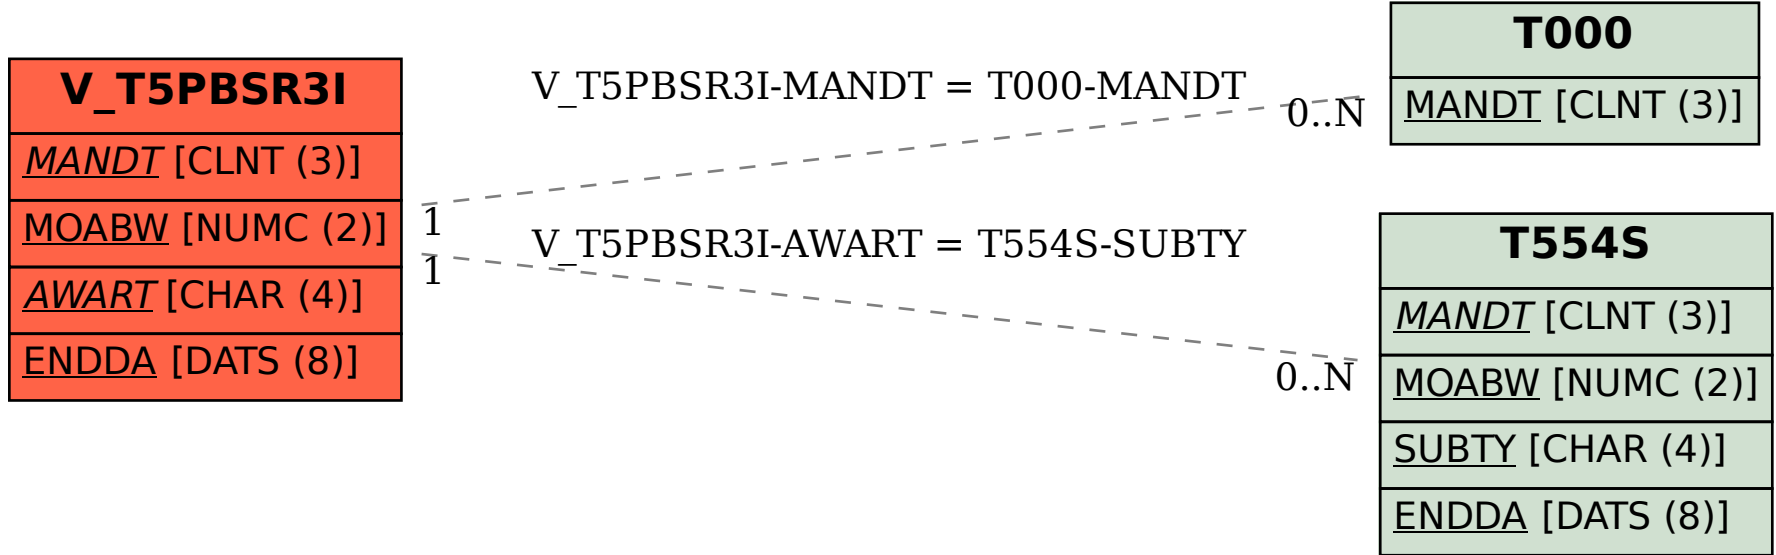 V_T5PBSR3I
MANDT [CLNT (3)]
MOABW [NUMC (2)]
AWART [CHAR (4)]
ENDDA [DATS (8)]
V_T5PBSR3I-MANDT = T000-MANDT
0..N
1
V_T5PBSR3I-AWART = T554S-SUBTY
1
0..N
T000
MANDT [CLNT (3)]
T554S
MANDT [CLNT (3)]
MOABW [NUMC (2)]
SUBTY [CHAR (4)]
ENDDA [DATS (8)]